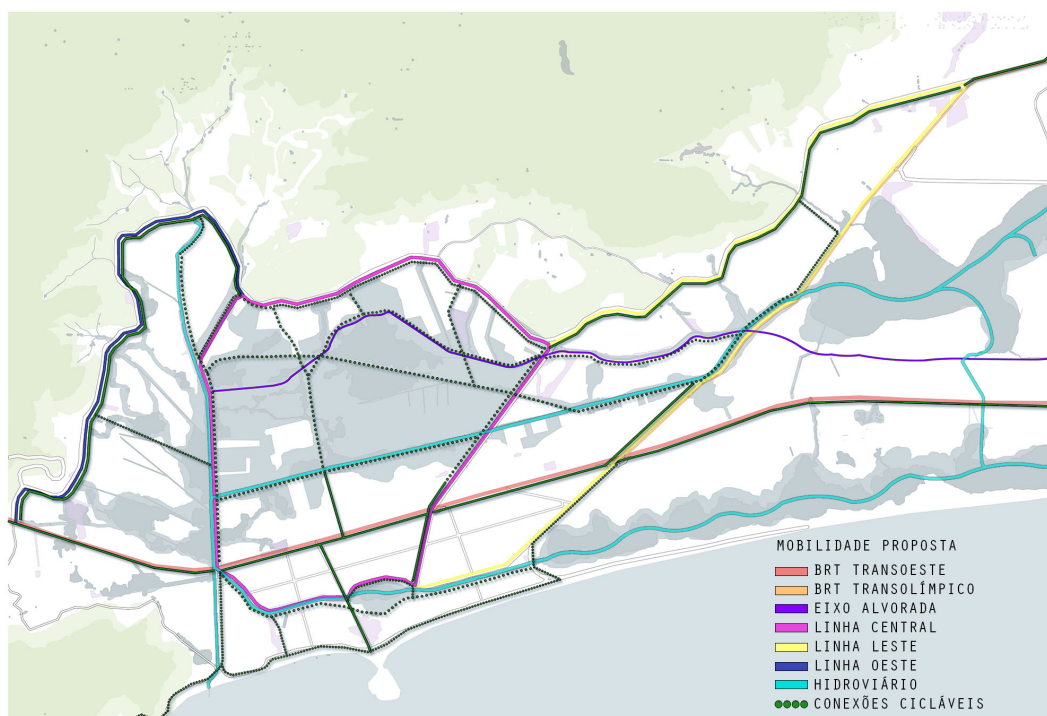 MOBILIDADE PROPOSTA
BRT TRANSOESTE
BRT TRANSOLÍMPICO
EIXO ALVORADA
LINHA CENTRAL
LINHA LESTE
LINHA OESTE
HIDROVIÁRIO
CONEXÕES CICLÁVEIS